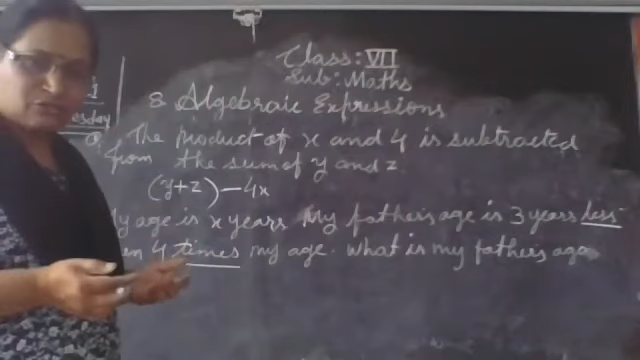 Class: VII
Sub: Maths
8 Algebraic Expressions
The product of x and 4 is subtracted
from the sum of y and z.
(y+z)-4x
My age is x years My father's age is 3 years less
4 times my age. What is my father's age